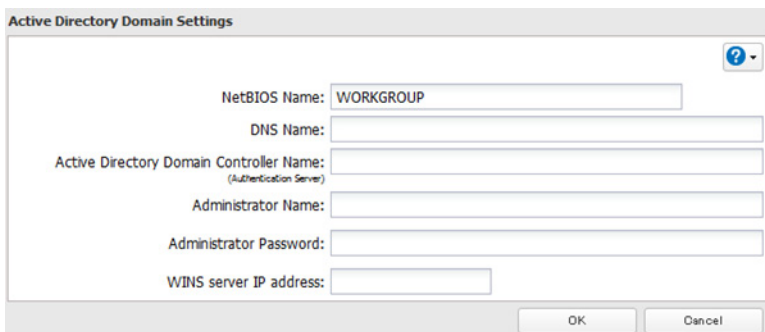 Active Directory Domain Settings
?
NetBIOS Name: WORKGROUP
DNS Name:
Active Directory Domain Controller Name:
(Authentication Server)
Administrator Name:
Administrator Password:
WINS server IP address:
OK Cancel